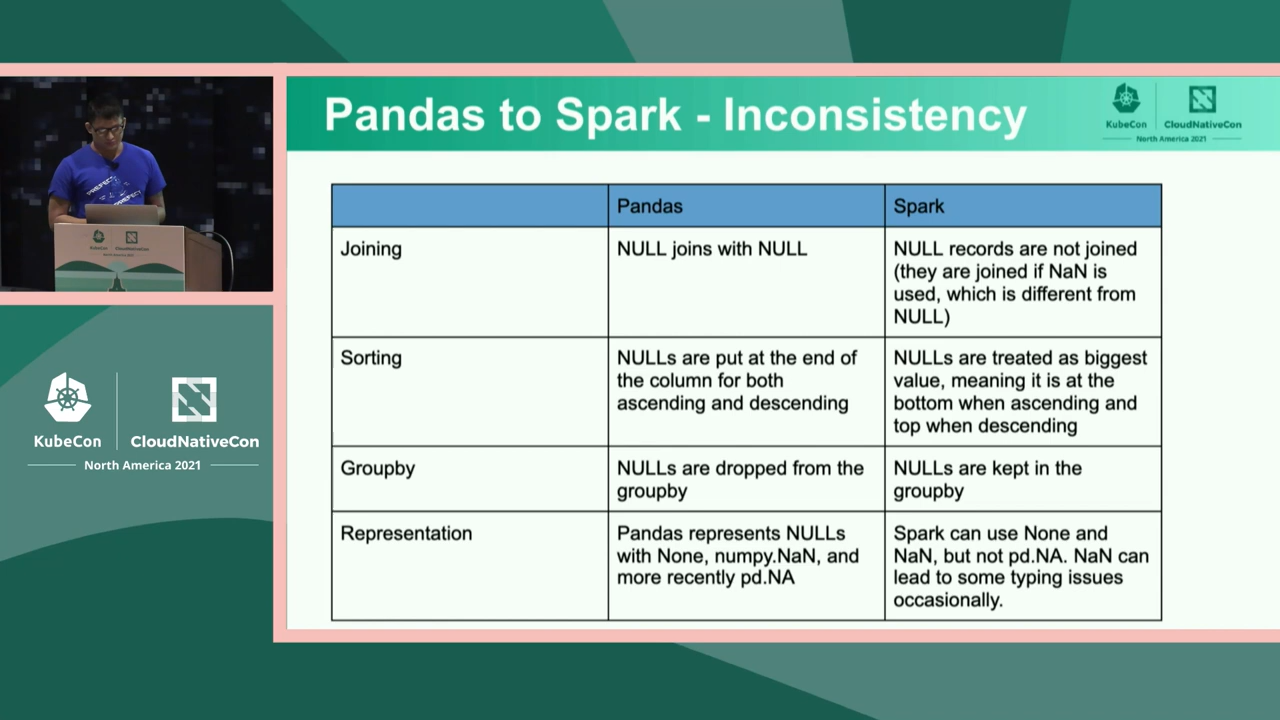 Pandas to Spark - Inconsistency
KubeCon
CloudNativeCon
North America 2021
Pandas
Spark
Joining
NULL joins with NULL
NULL records are not joined
(they are joined if NaN is
used, which is different from
NULL)
Sorting
NULLs are put at the end of
the column for both
ascending and descending
NULLs are treated as biggest
value, meaning it is at the
bottom when ascending and
top when descending
Groupby
NULLs are dropped from the
groupby
NULLs are kept in the
groupby
Representation
Pandas represents NULLs
with None, numpy.NaN, and
more recently pd.NA
Spark can use None and
NaN, but not pd.NA. NaN can
lead to some typing issues
occasionally.
PREFECT
PREFECT
KubeCon
CloudNativeCon
North America 2021